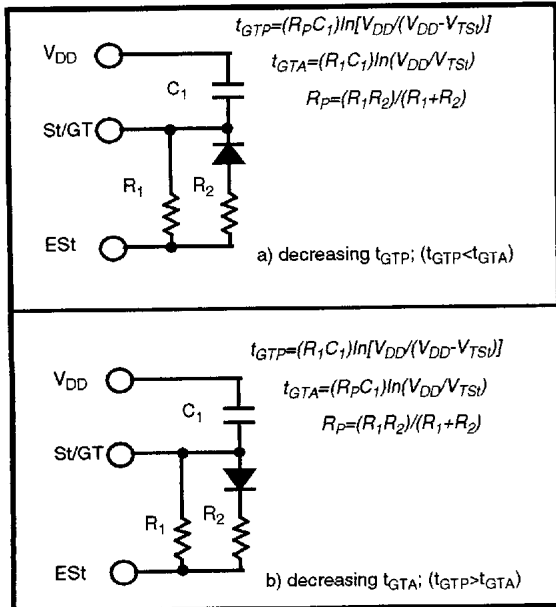 t_GTP=(R_PC_1)ln[V_DD/(V_DD-V_TSt)]
V_DD
t_GTA=(R_1C_1)ln(V_DD/V_TSt)
C_1
R_P=(R_1R_2)/(R_1+R_2)
St/GT
R_1 R_2
ESt
a) decreasing t_GTP; (t_GTP<t_GTA)
t_GTP=(R_1C_1)ln[V_DD/(V_DD-V_TSt)]
V_DD
t_GTA=(R_PC_1)ln(V_DD/V_TSt)
C_1
R_P=(R_1R_2)/(R_1+R_2)
St/GT
R_1 R_2
ESt
b) decreasing t_GTA; (t_GTP>t_GTA)